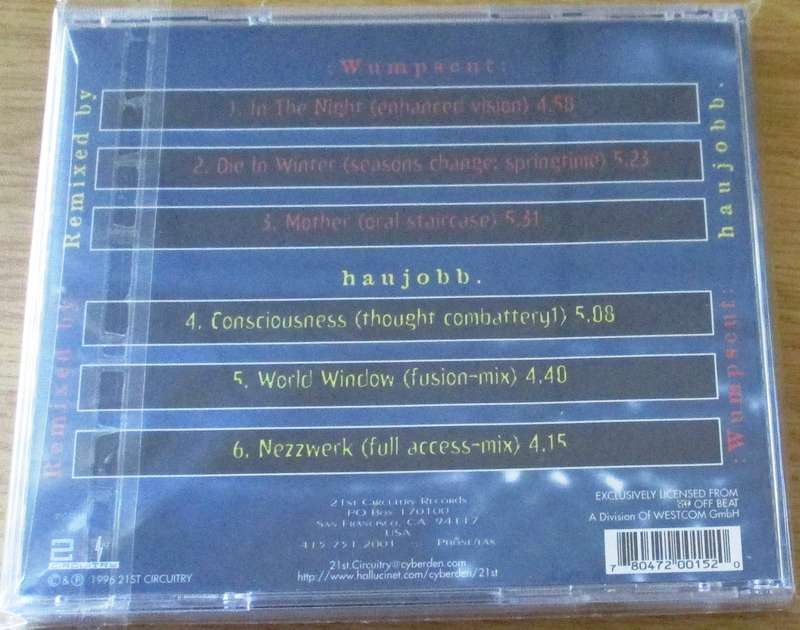 :Wumpscut:
1. In The Night (enhanced vision) 4.58
2. Die In Winter (seasons change: springtime) 5.23
3. Mother (oral staircase) 5.31
Remixed by
haujobb.
haujobb.
4. Consciousness (thought combattery1) 5.08
5. World Window (fusion-mix) 4.40
6. Nezzwerk (full access-mix) 4.15
Remixed by
:Wumpscut:
21st Circuitry Records
PO Box 170100
San Francisco, CA 94117
USA
415.751.2001 Phone/fax
21st.Circuitry@cyberden.com
http://www.hallucinet.com/cyberden/21st
EXCLUSIVELY LICENSED FROM
OFF BEAT
A Division Of WESTCOM GmbH
7 80472 00152 0
CIRCUITRY
© & ℗ 1996 21ST CIRCUITRY